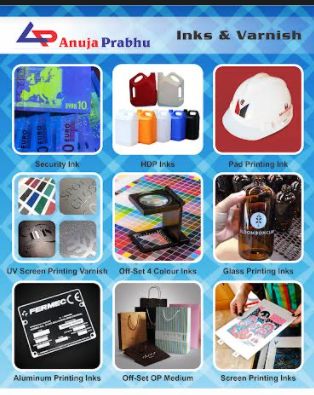 Anuja Prabhu
Inks & Varnish
Security Ink
HDP Inks
Pad Printing Ink
UV Screen Printing Varnish
Off-Set 4 Colour Inks
Glass Printing Inks
FERMEC
Aluminum Printing Inks
Off-Set OP Medium
Screen Printing Inks